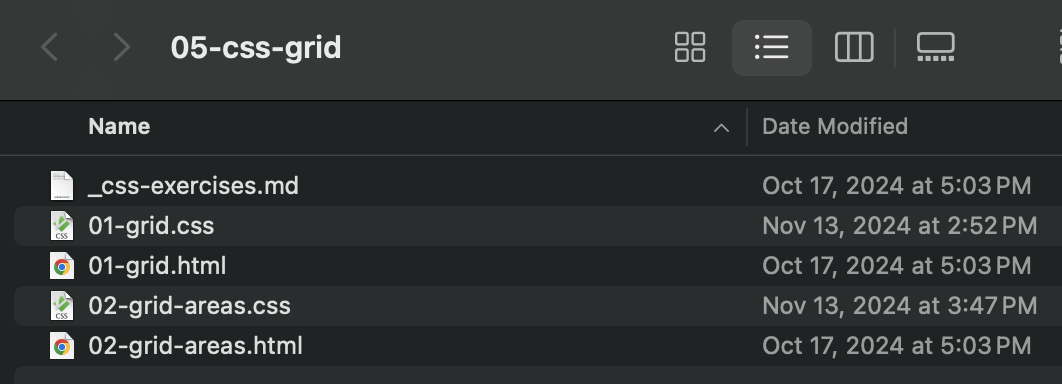 05-css-grid
Name Date Modified
_css-exercises.md Oct 17, 2024 at 5:03 PM
01-grid.css Nov 13, 2024 at 2:52 PM
01-grid.html Oct 17, 2024 at 5:03 PM
02-grid-areas.css Nov 13, 2024 at 3:47 PM
02-grid-areas.html Oct 17, 2024 at 5:03 PM
CSS
CSS